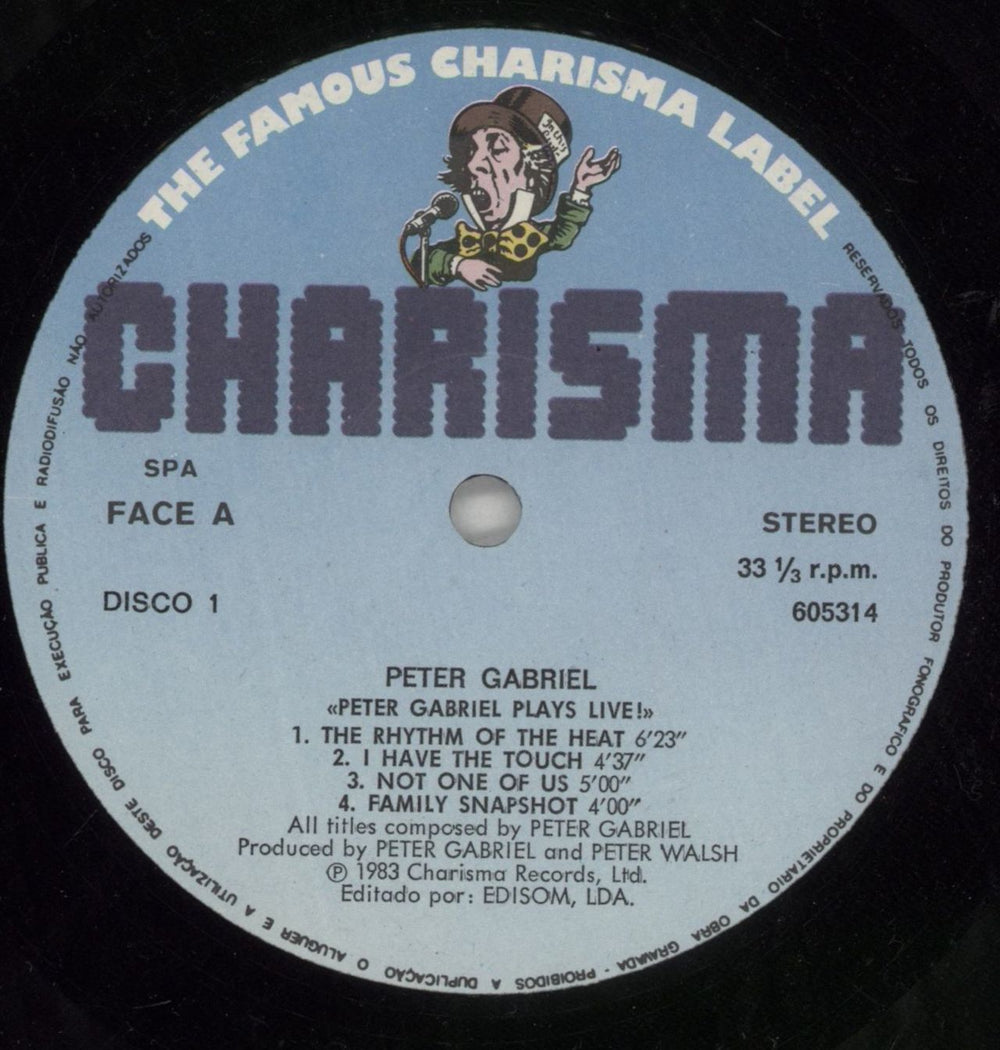 THE FAMOUS CHARISMA LABEL
CHARISMA
SPA
FACE A
DISCO 1
STEREO
33 1/3 r.p.m.
605314
PETER GABRIEL
«PETER GABRIEL PLAYS LIVE!»
1. THE RHYTHM OF THE HEAT 6’23”
2. I HAVE THE TOUCH 4’37”
3. NOT ONE OF US 5’00”
4. FAMILY SNAPSHOT 4’00”
All titles composed by PETER GABRIEL
Produced by PETER GABRIEL and PETER WALSH
℗ 1983 Charisma Records, Ltd.
Editado por: EDISOM, LDA.
RESERVADOS TODOS OS DIREITOS DO PRODUTOR FONOGRAFICO E DO PROPRIETARIO DA OBRA GRAVADA - PROIBIDOS A DUPLICAÇÃO O ALUGUER E A UTILIZAÇÃO DESTE DISCO PARA EXECUÇÃO PUBLICA E RADIODIFUSÃO NÃO AUTORIZADOS